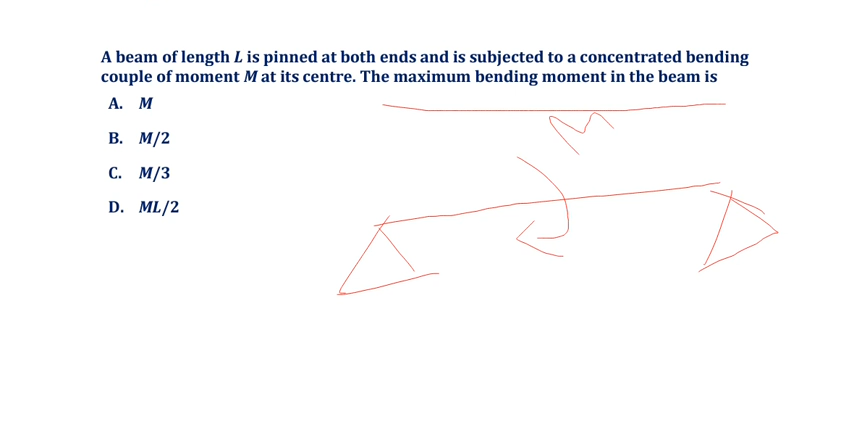 A beam of length L is pinned at both ends and is subjected to a concentrated bending
couple of moment M at its centre. The maximum bending moment in the beam is
A. M
B. M/2
C. M/3
D. ML/2
M